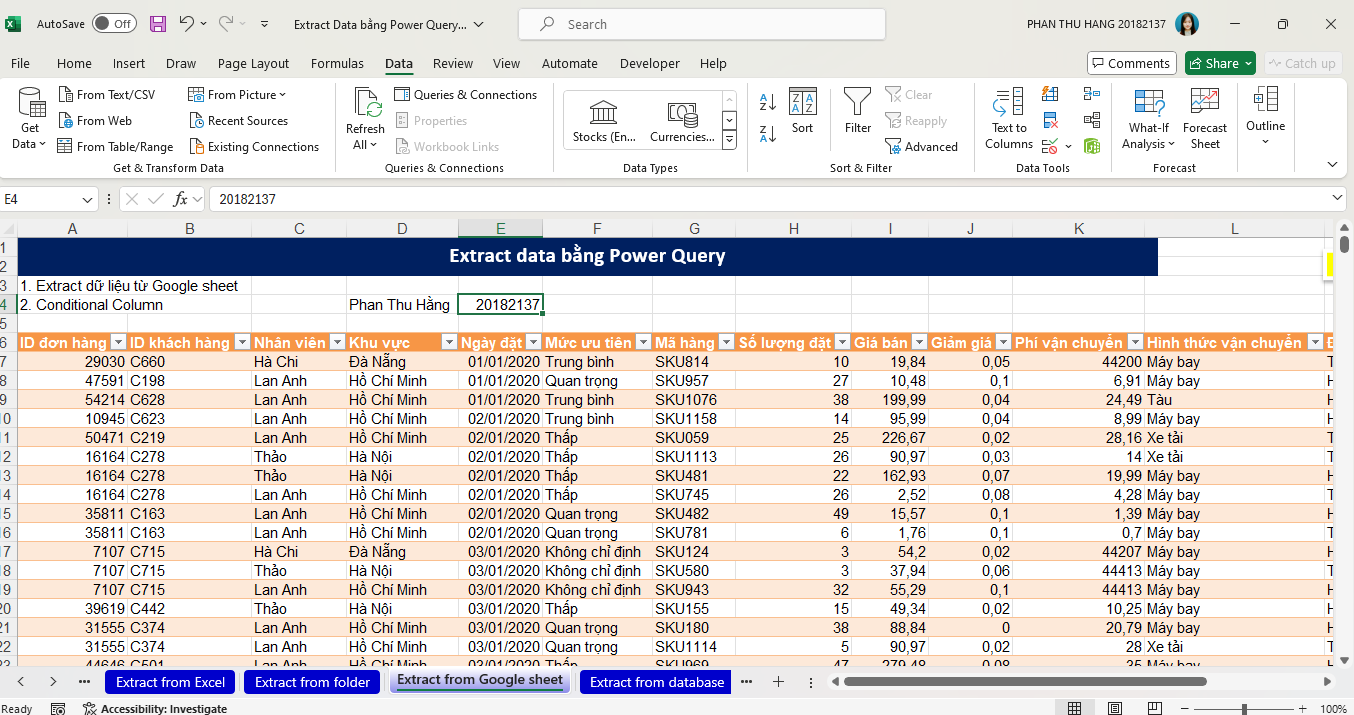 AutoSave Off Extract Data bằng Power Query... Search PHAN THU HANG 20182137
File Home Insert Draw Page Layout Formulas Data Review View Automate Developer Help Comments Share Catch up
Get Data From Text/CSV From Web From Table/Range From Picture Recent Sources Existing Connections
Get & Transform Data
Refresh All Queries & Connections Properties Workbook Links
Queries & Connections
Stocks (En... Currencies...
Data Types
Sort Filter Clear Reapply Advanced
Sort & Filter
Text to Columns
Data Tools
What-If Analysis Forecast Sheet
Forecast
Outline
E4 fx 20182137
A B C D E F G H I J K L
1 Extract data bằng Power Query
2
3 1. Extract dữ liệu từ Google sheet
4 2. Conditional Column Phan Thu Hằng 20182137
5
6 ID đơn hàng ID khách hàng Nhân viên Khu vực Ngày đặt Mức ưu tiên Mã hàng Số lượng đặt Giá bán Giảm giá Phí vận chuyển Hình thức vận chuyển
7 29030 C660 Hà Chi Đà Nẵng 01/01/2020 Trung bình SKU814 10 19,84 0,05 44200 Máy bay
8 47591 C198 Lan Anh Hồ Chí Minh 01/01/2020 Quan trọng SKU957 27 10,48 0,1 6,91 Máy bay
9 54214 C628 Lan Anh Hồ Chí Minh 01/01/2020 Trung bình SKU1076 38 199,99 0,04 24,49 Tàu
10 10945 C623 Lan Anh Hồ Chí Minh 02/01/2020 Trung bình SKU1158 14 95,99 0,04 8,99 Máy bay
11 50471 C219 Lan Anh Hồ Chí Minh 02/01/2020 Thấp SKU059 25 226,67 0,02 28,16 Xe tải
12 16164 C278 Thảo Hà Nội 02/01/2020 Thấp SKU1113 26 90,97 0,03 14 Xe tải
13 16164 C278 Thảo Hà Nội 02/01/2020 Thấp SKU481 22 162,93 0,07 19,99 Máy bay
14 16164 C278 Lan Anh Hồ Chí Minh 02/01/2020 Thấp SKU745 26 2,52 0,08 4,28 Máy bay
15 35811 C163 Lan Anh Hồ Chí Minh 02/01/2020 Quan trọng SKU482 49 15,57 0,1 1,39 Máy bay
16 35811 C163 Lan Anh Hồ Chí Minh 02/01/2020 Quan trọng SKU781 6 1,76 0,1 0,7 Máy bay
17 7107 C715 Hà Chi Đà Nẵng 03/01/2020 Không chỉ định SKU124 3 54,2 0,02 44207 Máy bay
18 7107 C715 Thảo Hà Nội 03/01/2020 Không chỉ định SKU580 3 37,94 0,06 44413 Máy bay
19 7107 C715 Lan Anh Hồ Chí Minh 03/01/2020 Không chỉ định SKU943 32 55,29 0,1 44413 Máy bay
20 39619 C442 Thảo Hà Nội 03/01/2020 Thấp SKU155 15 49,34 0,02 10,25 Máy bay
21 31555 C374 Lan Anh Hồ Chí Minh 03/01/2020 Quan trọng SKU180 38 88,84 0 20,79 Máy bay
22 31555 C374 Lan Anh Hồ Chí Minh 03/01/2020 Quan trọng SKU1114 5 90,97 0,02 28 Xe tải
23 44646 C501 Lan Anh Hồ Chí Minh 03/01/2020 Thấp SKU969 47 279,48 0,08 35 Máy bay
Extract from Excel Extract from folder Extract from Google sheet Extract from database
Ready Accessibility: Investigate 100%